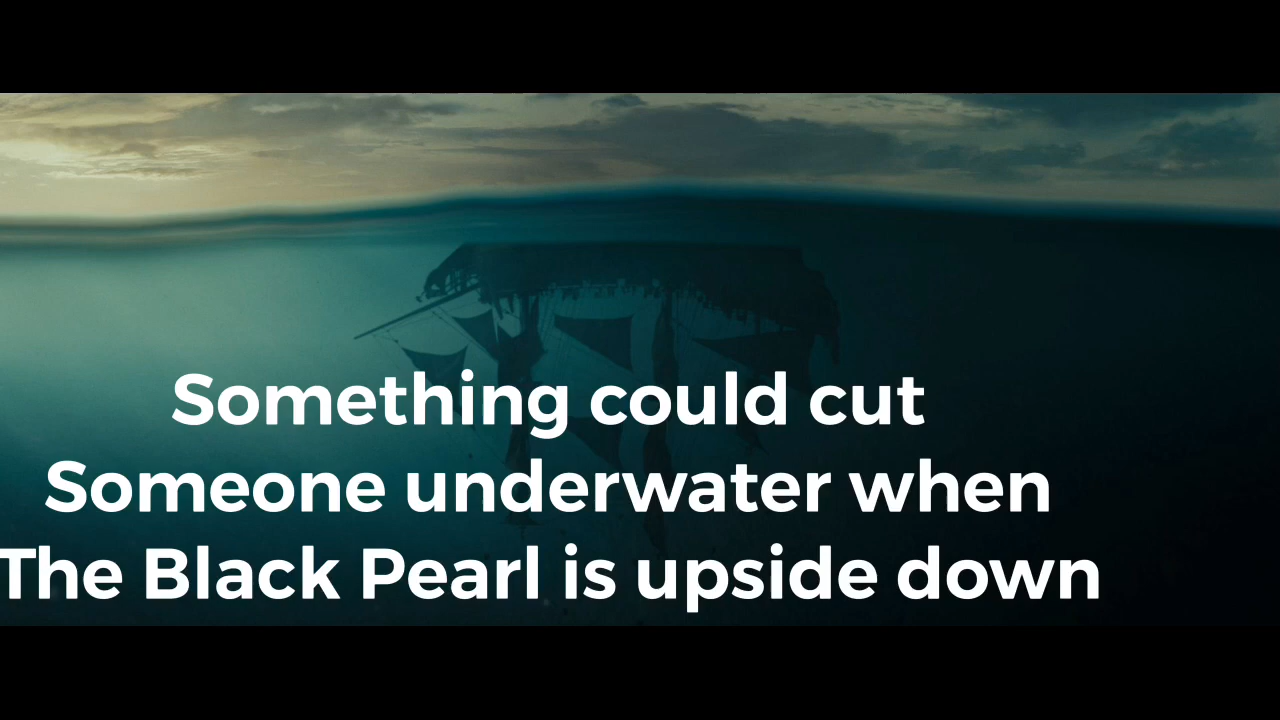 Something could cut
Someone underwater when
The Black Pearl is upside down